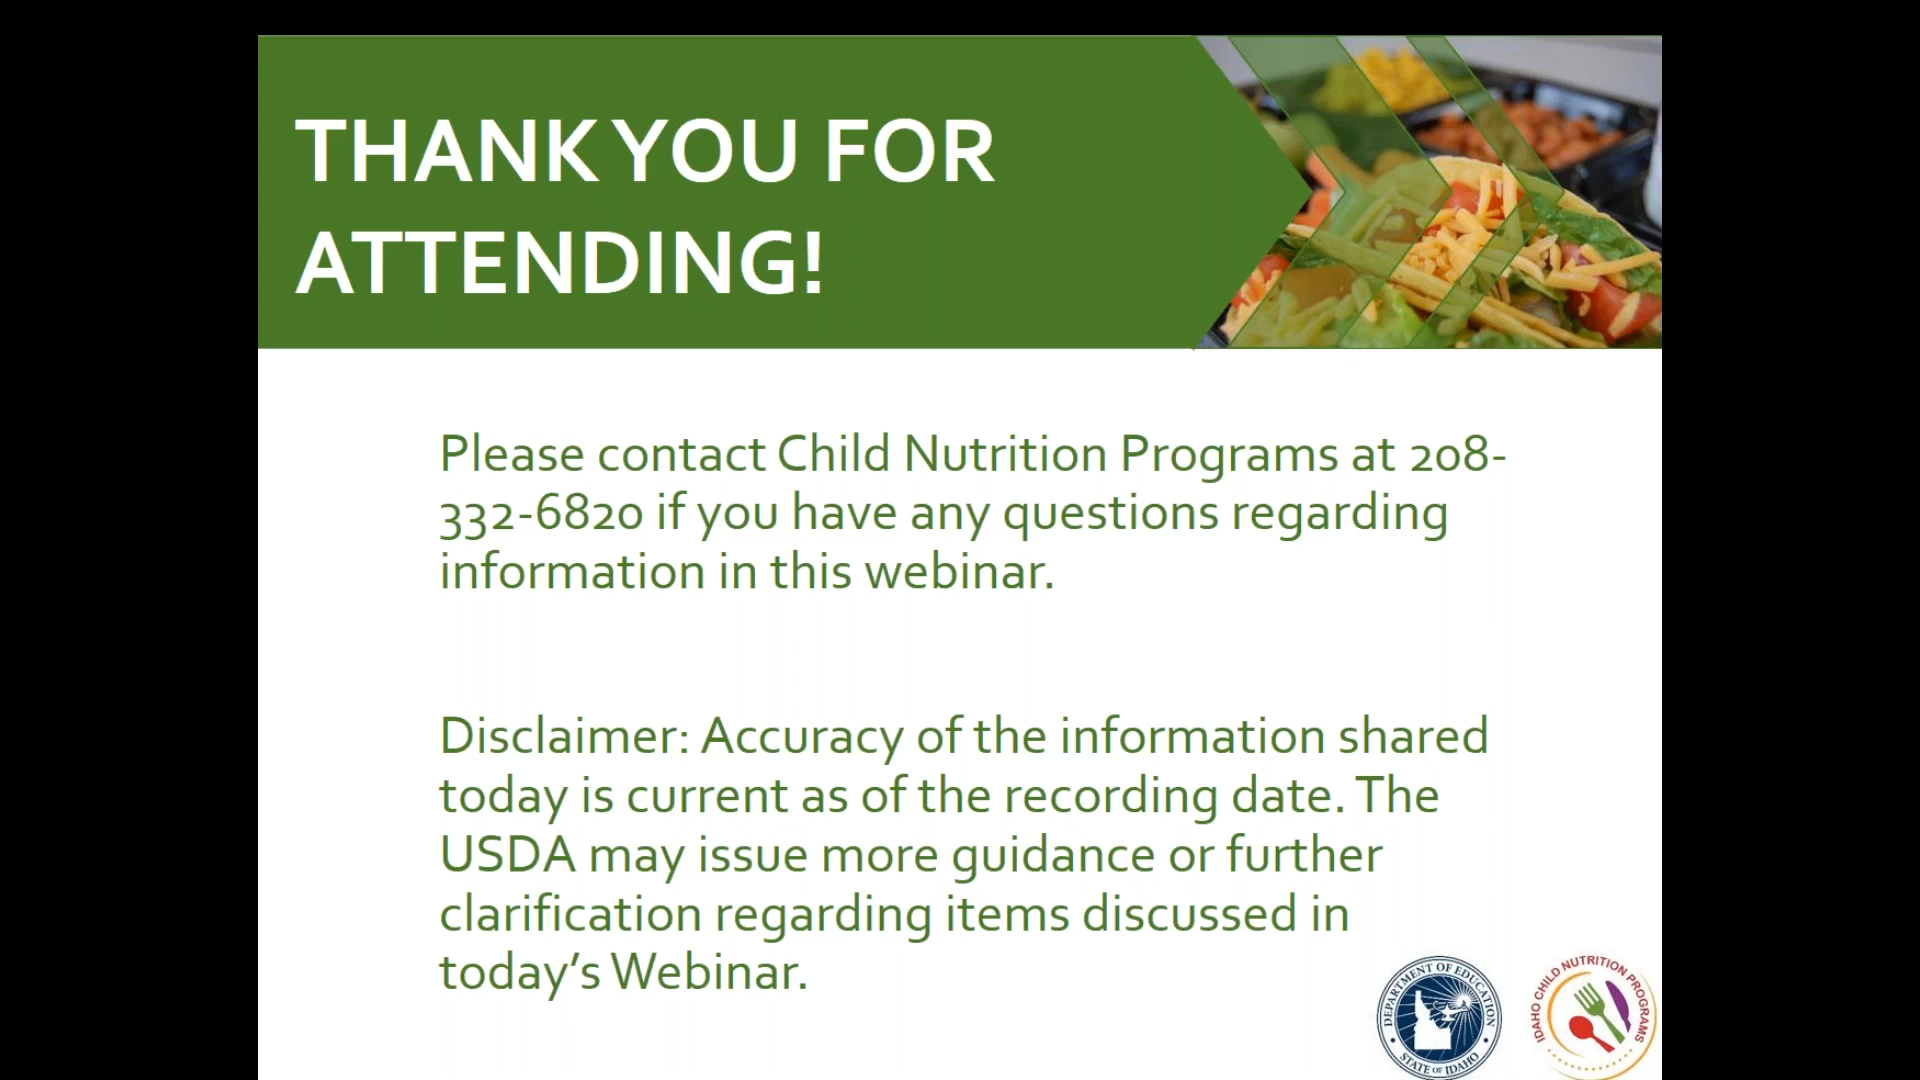 THANK YOU FOR
ATTENDING!
Please contact Child Nutrition Programs at 208-
332-6820 if you have any questions regarding
information in this webinar.
Disclaimer: Accuracy of the information shared
today is current as of the recording date. The
USDA may issue more guidance or further
clarification regarding items discussed in
today’s Webinar.
DEPARTMENT OF EDUCATION
STATE OF IDAHO
IDAHO CHILD NUTRITION PROGRAMS